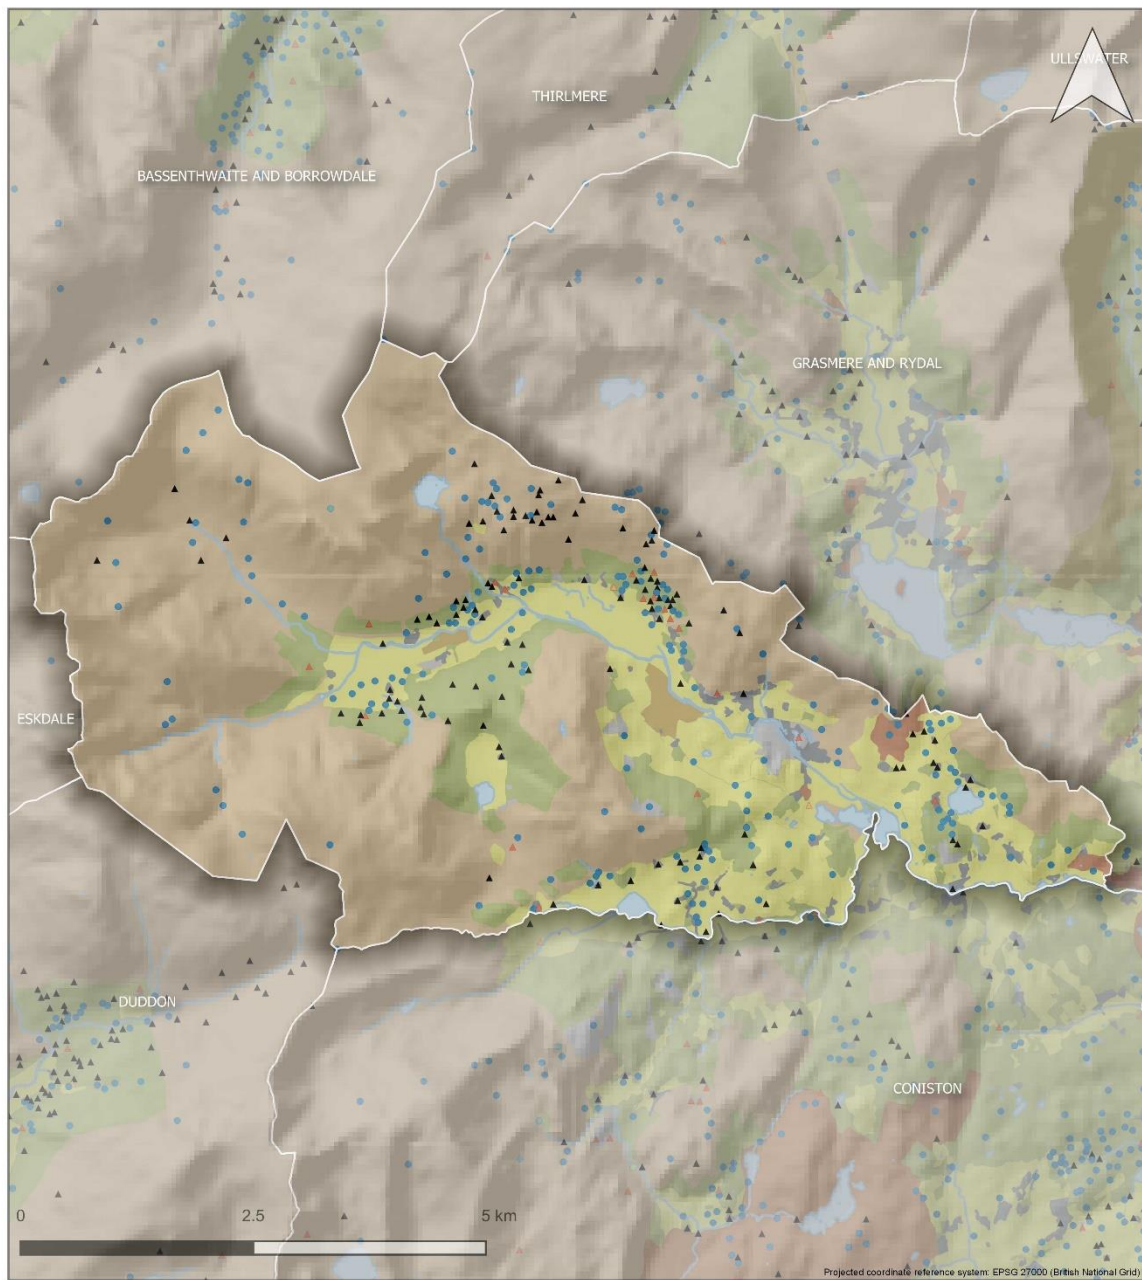 ULLSWATER
THIRLMERE
BASSENTHWAITE AND BORROWDALE
GRASMERE AND RYDAL
ESKDALE
DUDDON
CONISTON
0 2.5 5 km
Projected coordinate reference system: EPSG 27000 (British National Grid)